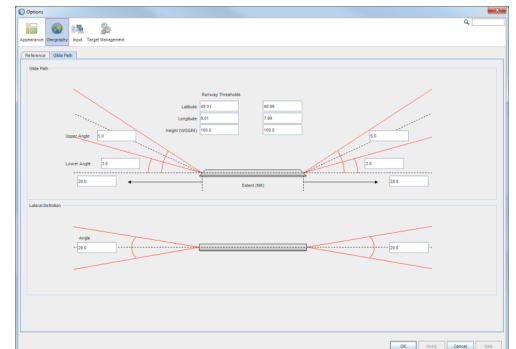 Options
Appearance Geography Input Target Management
Reference Glide Path
Glide Path
Runway Thresholds
Latitude 49.01 48.98
Longitude 8.01 7.99
Height (WGS84) 100.0 100.0
Upper Angle 5.0 5.0
Lower Angle 3.0 3.0
20.0 Extent (NM) 20.0
Lateral Definition
Angle
20.0 20.0
OK Apply Cancel Help